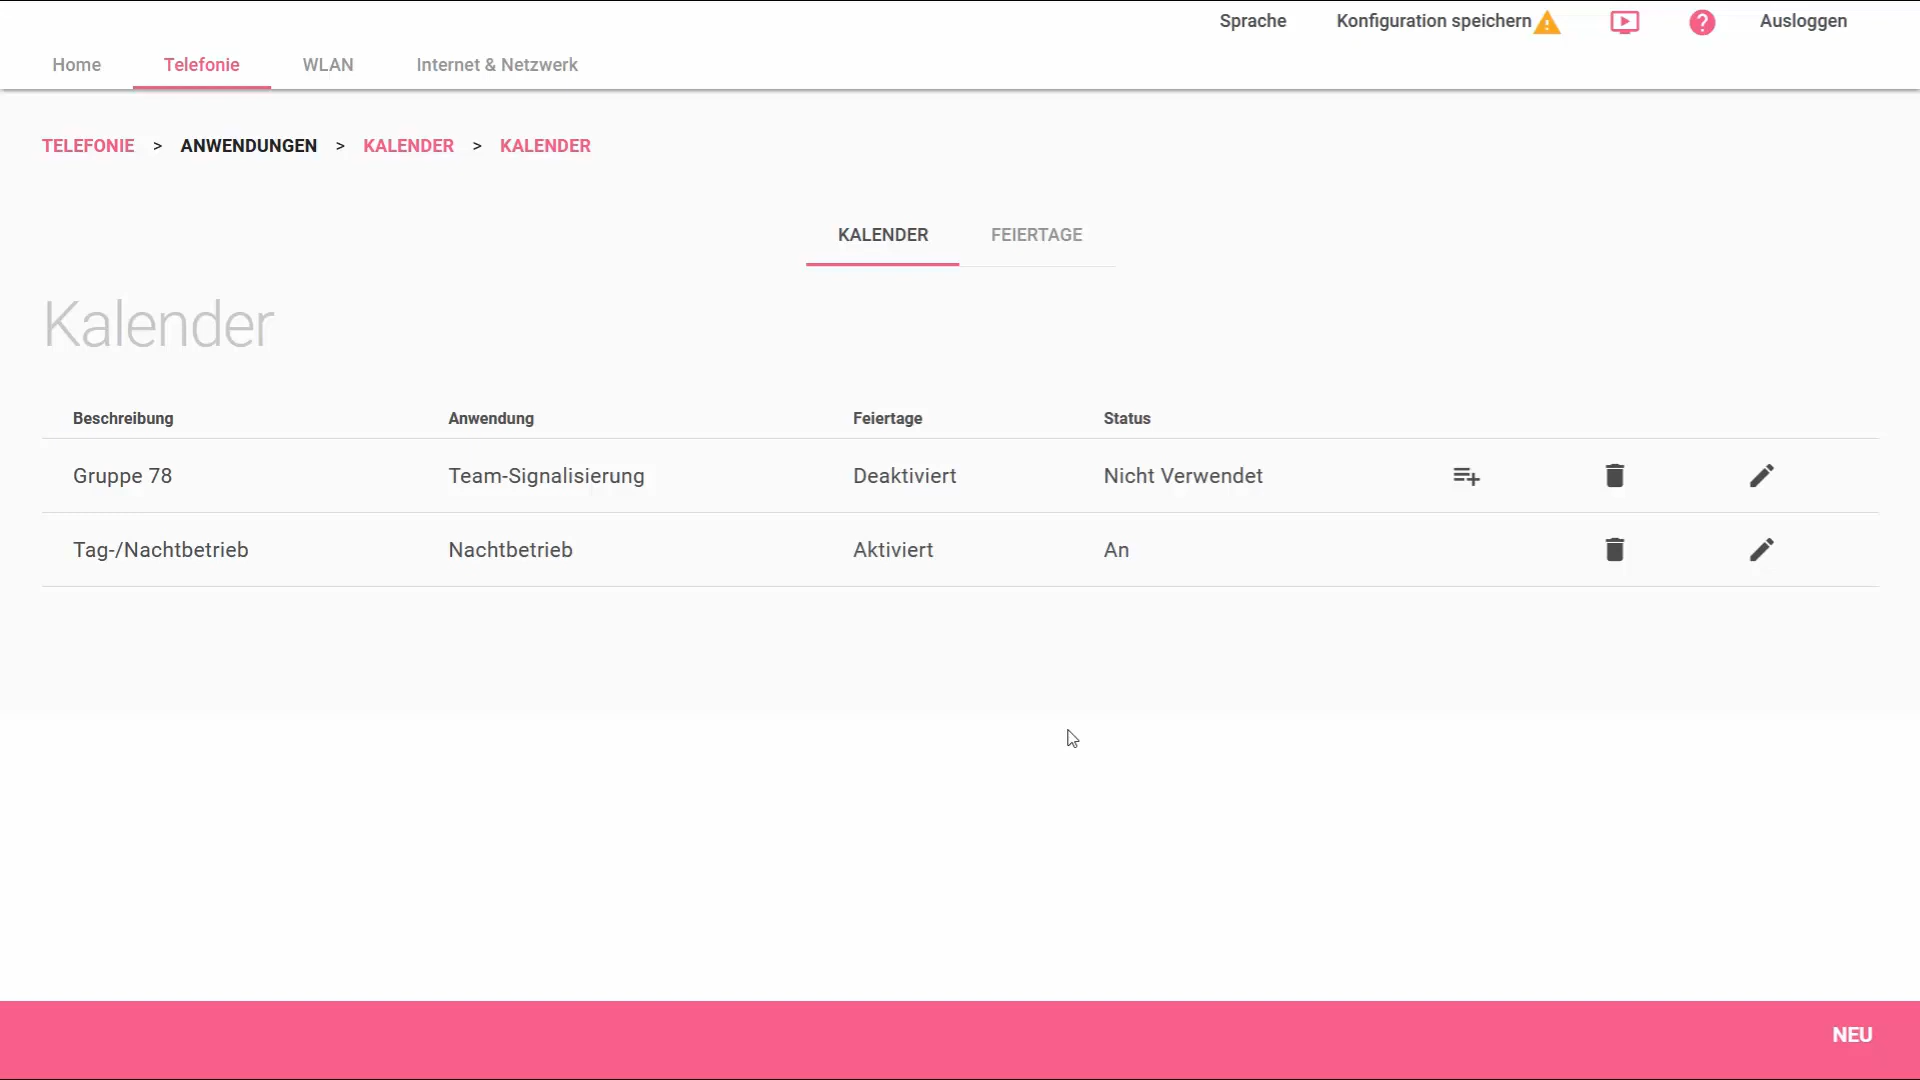 Sprache Konfiguration speichern Ausloggen
Home Telefonie WLAN Internet & Netzwerk
TELEFONIE > ANWENDUNGEN > KALENDER > KALENDER
KALENDER FEIERTAGE
Kalender
Beschreibung Anwendung Feiertage Status
Gruppe 78 Team-Signalisierung Deaktiviert Nicht Verwendet
Tag-/Nachtbetrieb Nachtbetrieb Aktiviert An
NEU